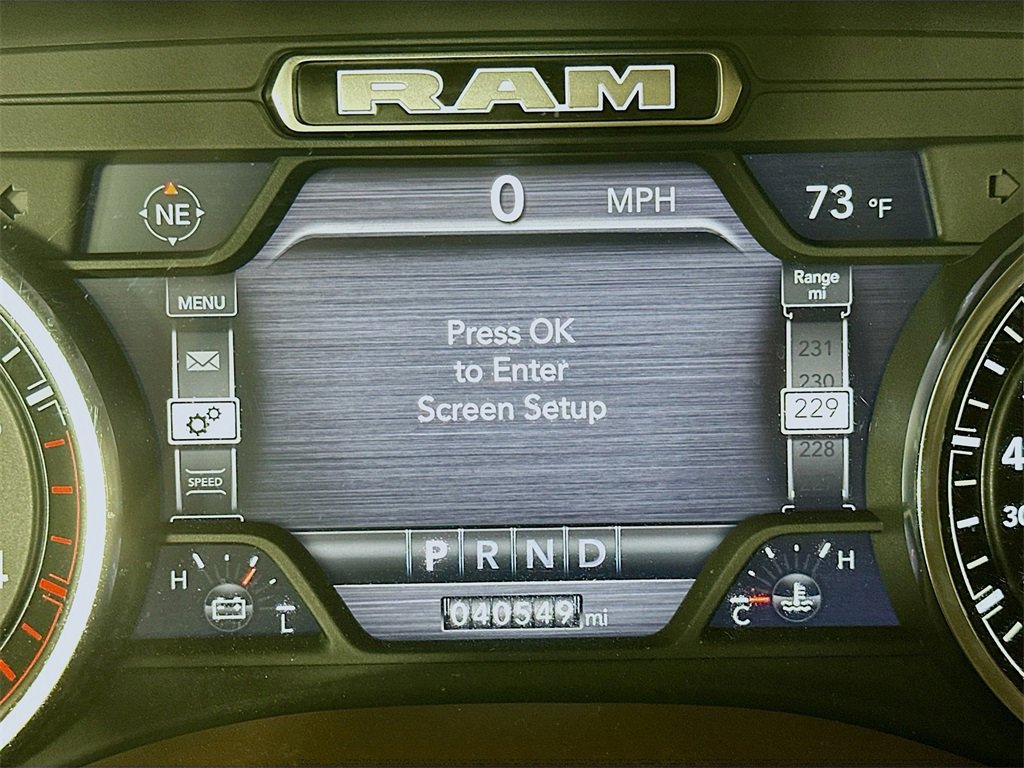 RAM
0 MPH
NE
73 °F
MENU
Range
mi
Press OK
to Enter
Screen Setup
231
230
229
228
SPEED
P R N D
H
L
040549 mi
H
C